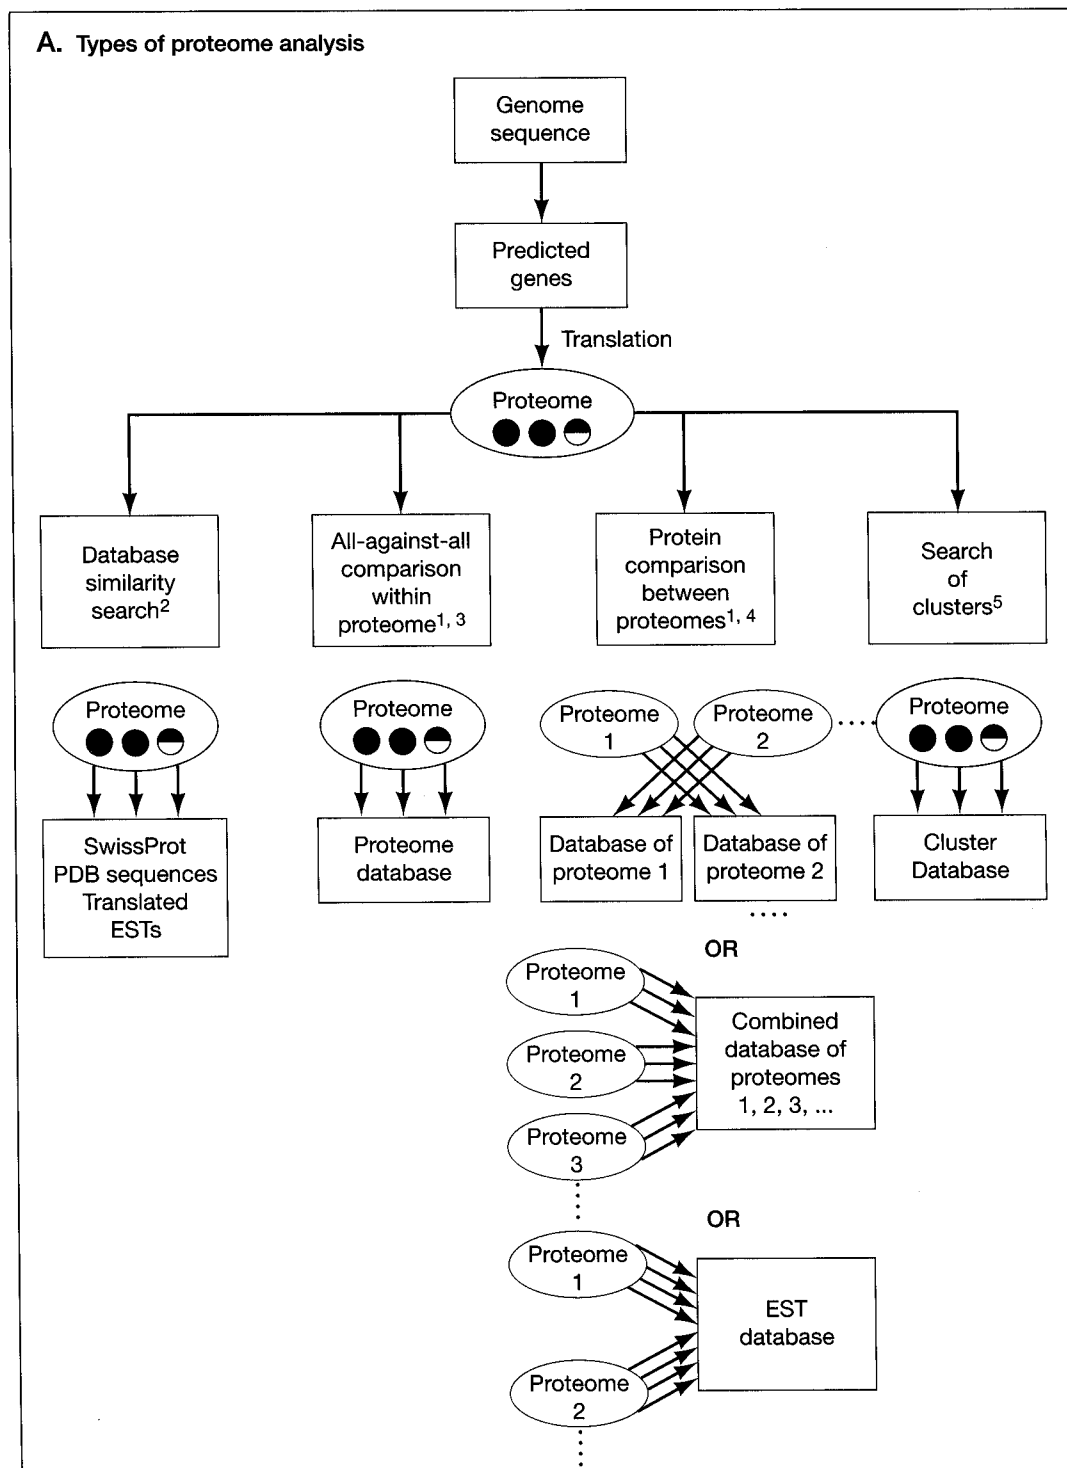 A. Types of proteome analysis
Genome
sequence
Predicted
genes
Translation
Proteome
Database
similarity
search2
All-against-all
comparison
within
proteome1, 3
Protein
comparison
between
proteomes1, 4
Search
of
clusters5
Proteome
SwissProt
PDB sequences
Translated
ESTs
Proteome
Proteome
database
Proteome
1
Proteome
2
....
Database of
proteome 1
Database of
proteome 2
....
Proteome
Cluster
Database
OR
Proteome
1
Proteome
2
Proteome
3
Combined
database of
proteomes
1, 2, 3, ...
OR
Proteome
1
Proteome
2
EST
database